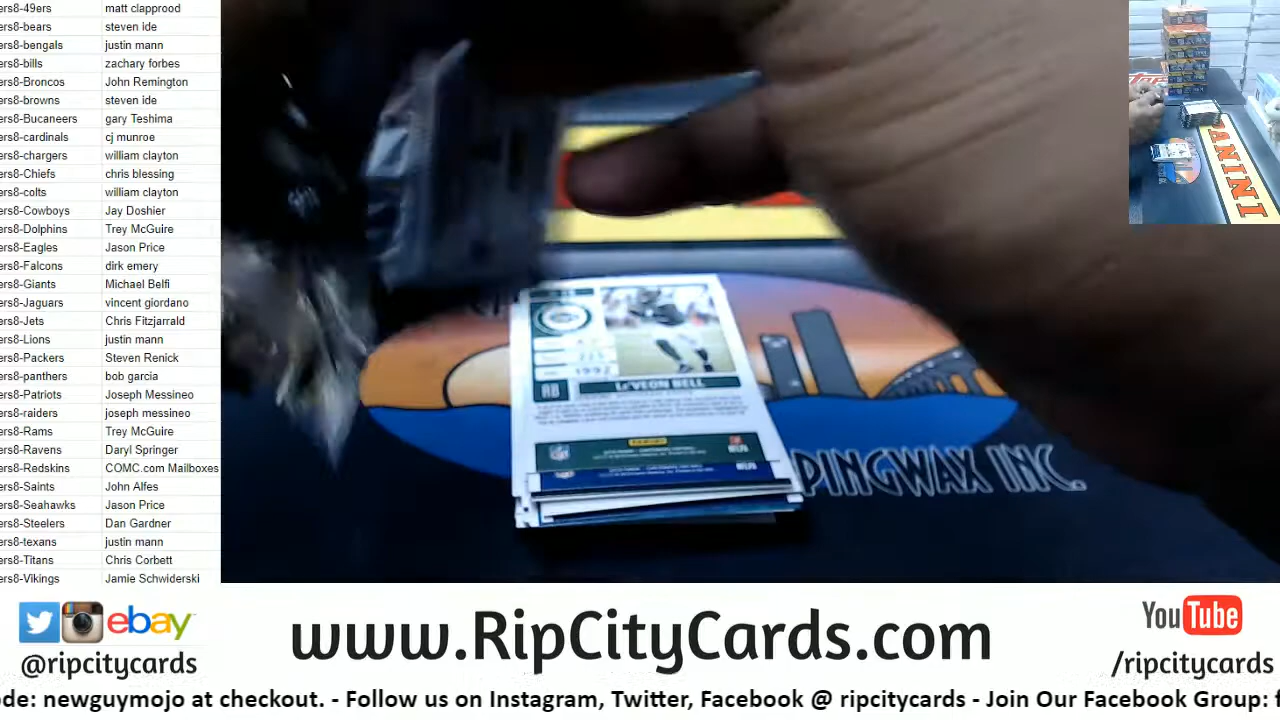 ers8-49ers matt clapprood
ers8-bears steven ide
ers8-bengals justin mann
ers8-bills zachary forbes
ers8-Broncos John Remington
ers8-browns steven ide
ers8-Bucaneers gary Teshima
ers8-cardinals cj munroe
ers8-chargers william clayton
ers8-Chiefs chris blessing
ers8-colts william clayton
ers8-Cowboys Jay Doshier
ers8-Dolphins Trey McGuire
ers8-Eagles Jason Price
ers8-Falcons dirk emery
ers8-Giants Michael Belfi
ers8-Jaguars vincent giordano
ers8-Jets Chris Fitzjarrald
ers8-Lions justin mann
ers8-Packers Steven Renick
ers8-panthers bob garcia
ers8-Patriots Joseph Messineo
ers8-raiders joseph messineo
ers8-Rams Trey McGuire
ers8-Ravens Daryl Springer
ers8-Redskins COMC.com Mailboxes
ers8-Saints John Alfes
ers8-Seahawks Jason Price
ers8-Steelers Dan Gardner
ers8-texans justin mann
ers8-Titans Chris Corbett
ers8-Vikings Jamie Schwiderski
1992
RB
LE'VEON BELL
PANINI
PINGWAX INC.
ANINI
ebay
@ripcitycards
www.RipCityCards.com
YouTube
/ripcitycards
ode: newguymojo at checkout. - Follow us on Instagram, Twitter, Facebook @ ripcitycards - Join Our Facebook Group: f